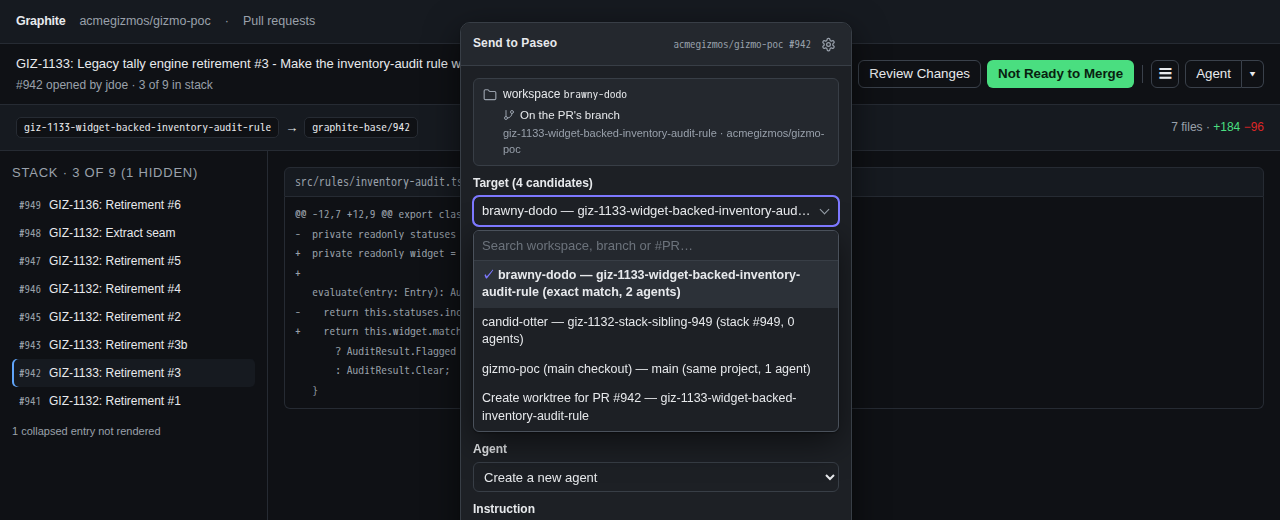 Graphite acmegizmos/gizmo-poc · Pull requests
GIZ-1133: Legacy tally engine retirement #3 - Make the inventory-audit rule w
#942 opened by jdoe · 3 of 9 in stack
Review Changes
Not Ready to Merge
Agent
giz-1133-widget-backed-inventory-audit-rule → graphite-base/942
7 files · +184 −96
STACK · 3 OF 9 (1 HIDDEN)
#949 GIZ-1136: Retirement #6
#948 GIZ-1132: Extract seam
#947 GIZ-1132: Retirement #5
#946 GIZ-1132: Retirement #4
#945 GIZ-1132: Retirement #2
#943 GIZ-1133: Retirement #3b
#942 GIZ-1133: Retirement #3
#941 GIZ-1132: Retirement #1
1 collapsed entry not rendered
src/rules/inventory-audit.ts
@@ -12,7 +12,9 @@ export clas
- private readonly statuses
+ private readonly widget =
+
evaluate(entry: Entry): Au
- return this.statuses.inc
+ return this.widget.match
? AuditResult.Flagged
: AuditResult.Clear;
}
Send to Paseo
acmegizmos/gizmo-poc #942
workspace brawny-dodo
On the PR's branch
giz-1133-widget-backed-inventory-audit-rule · acmegizmos/gizmo-
poc
Target (4 candidates)
brawny-dodo — giz-1133-widget-backed-inventory-aud…
Search workspace, branch or #PR…
✓ brawny-dodo — giz-1133-widget-backed-inventory-
audit-rule (exact match, 2 agents)
candid-otter — giz-1132-stack-sibling-949 (stack #949, 0
agents)
gizmo-poc (main checkout) — main (same project, 1 agent)
Create worktree for PR #942 — giz-1133-widget-backed-
inventory-audit-rule
Agent
Create a new agent
Instruction